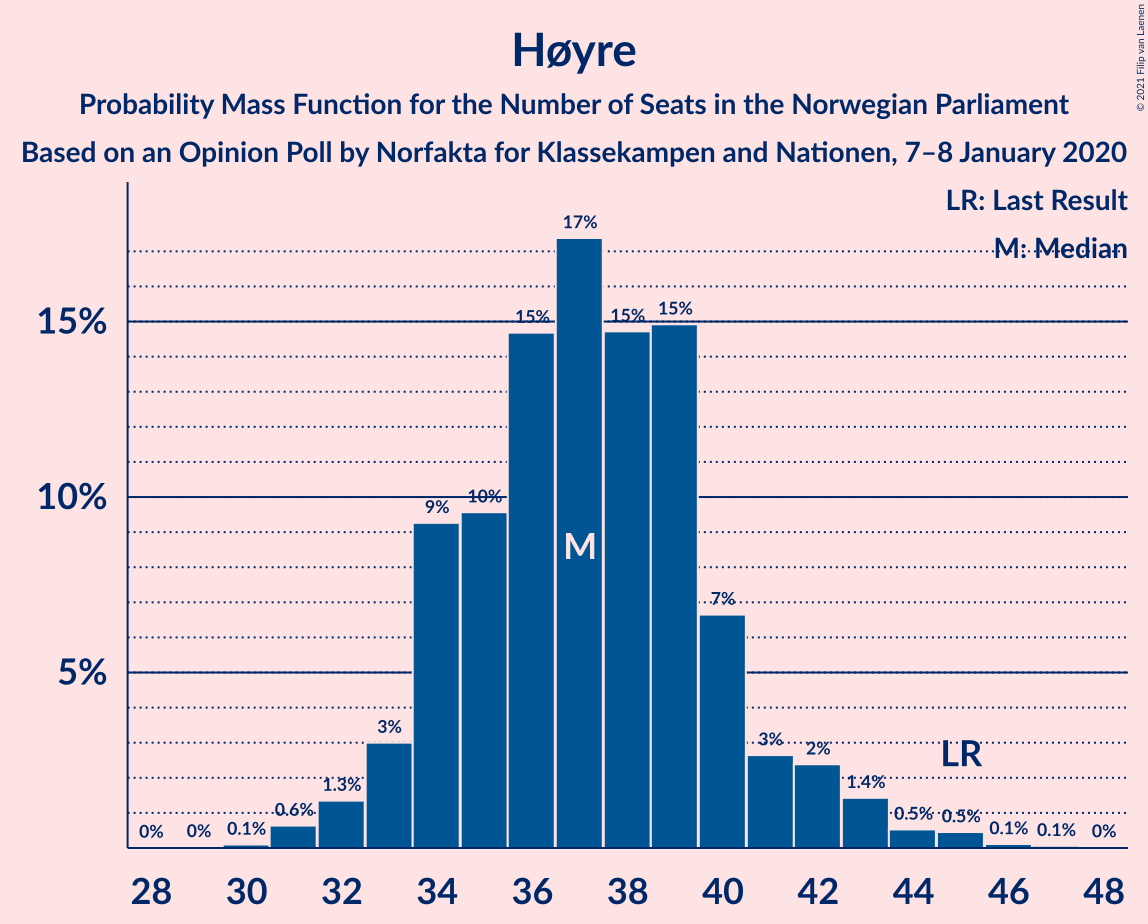 Høyre
Probability Mass Function for the Number of Seats in the Norwegian Parliament
Based on an Opinion Poll by Norfakta for Klassekampen and Nationen, 7–8 January 2020
© 2021 Filip van Laenen
LR: Last Result
M: Median
15%
10%
5%
0%
0%
0.1%
0.6%
1.3%
3%
9%
10%
15%
17%
15%
15%
7%
3%
2%
1.4%
0.5%
0.5%
0.1%
0.1%
0%
M
LR
28 30 32 34 36 38 40 42 44 46 48